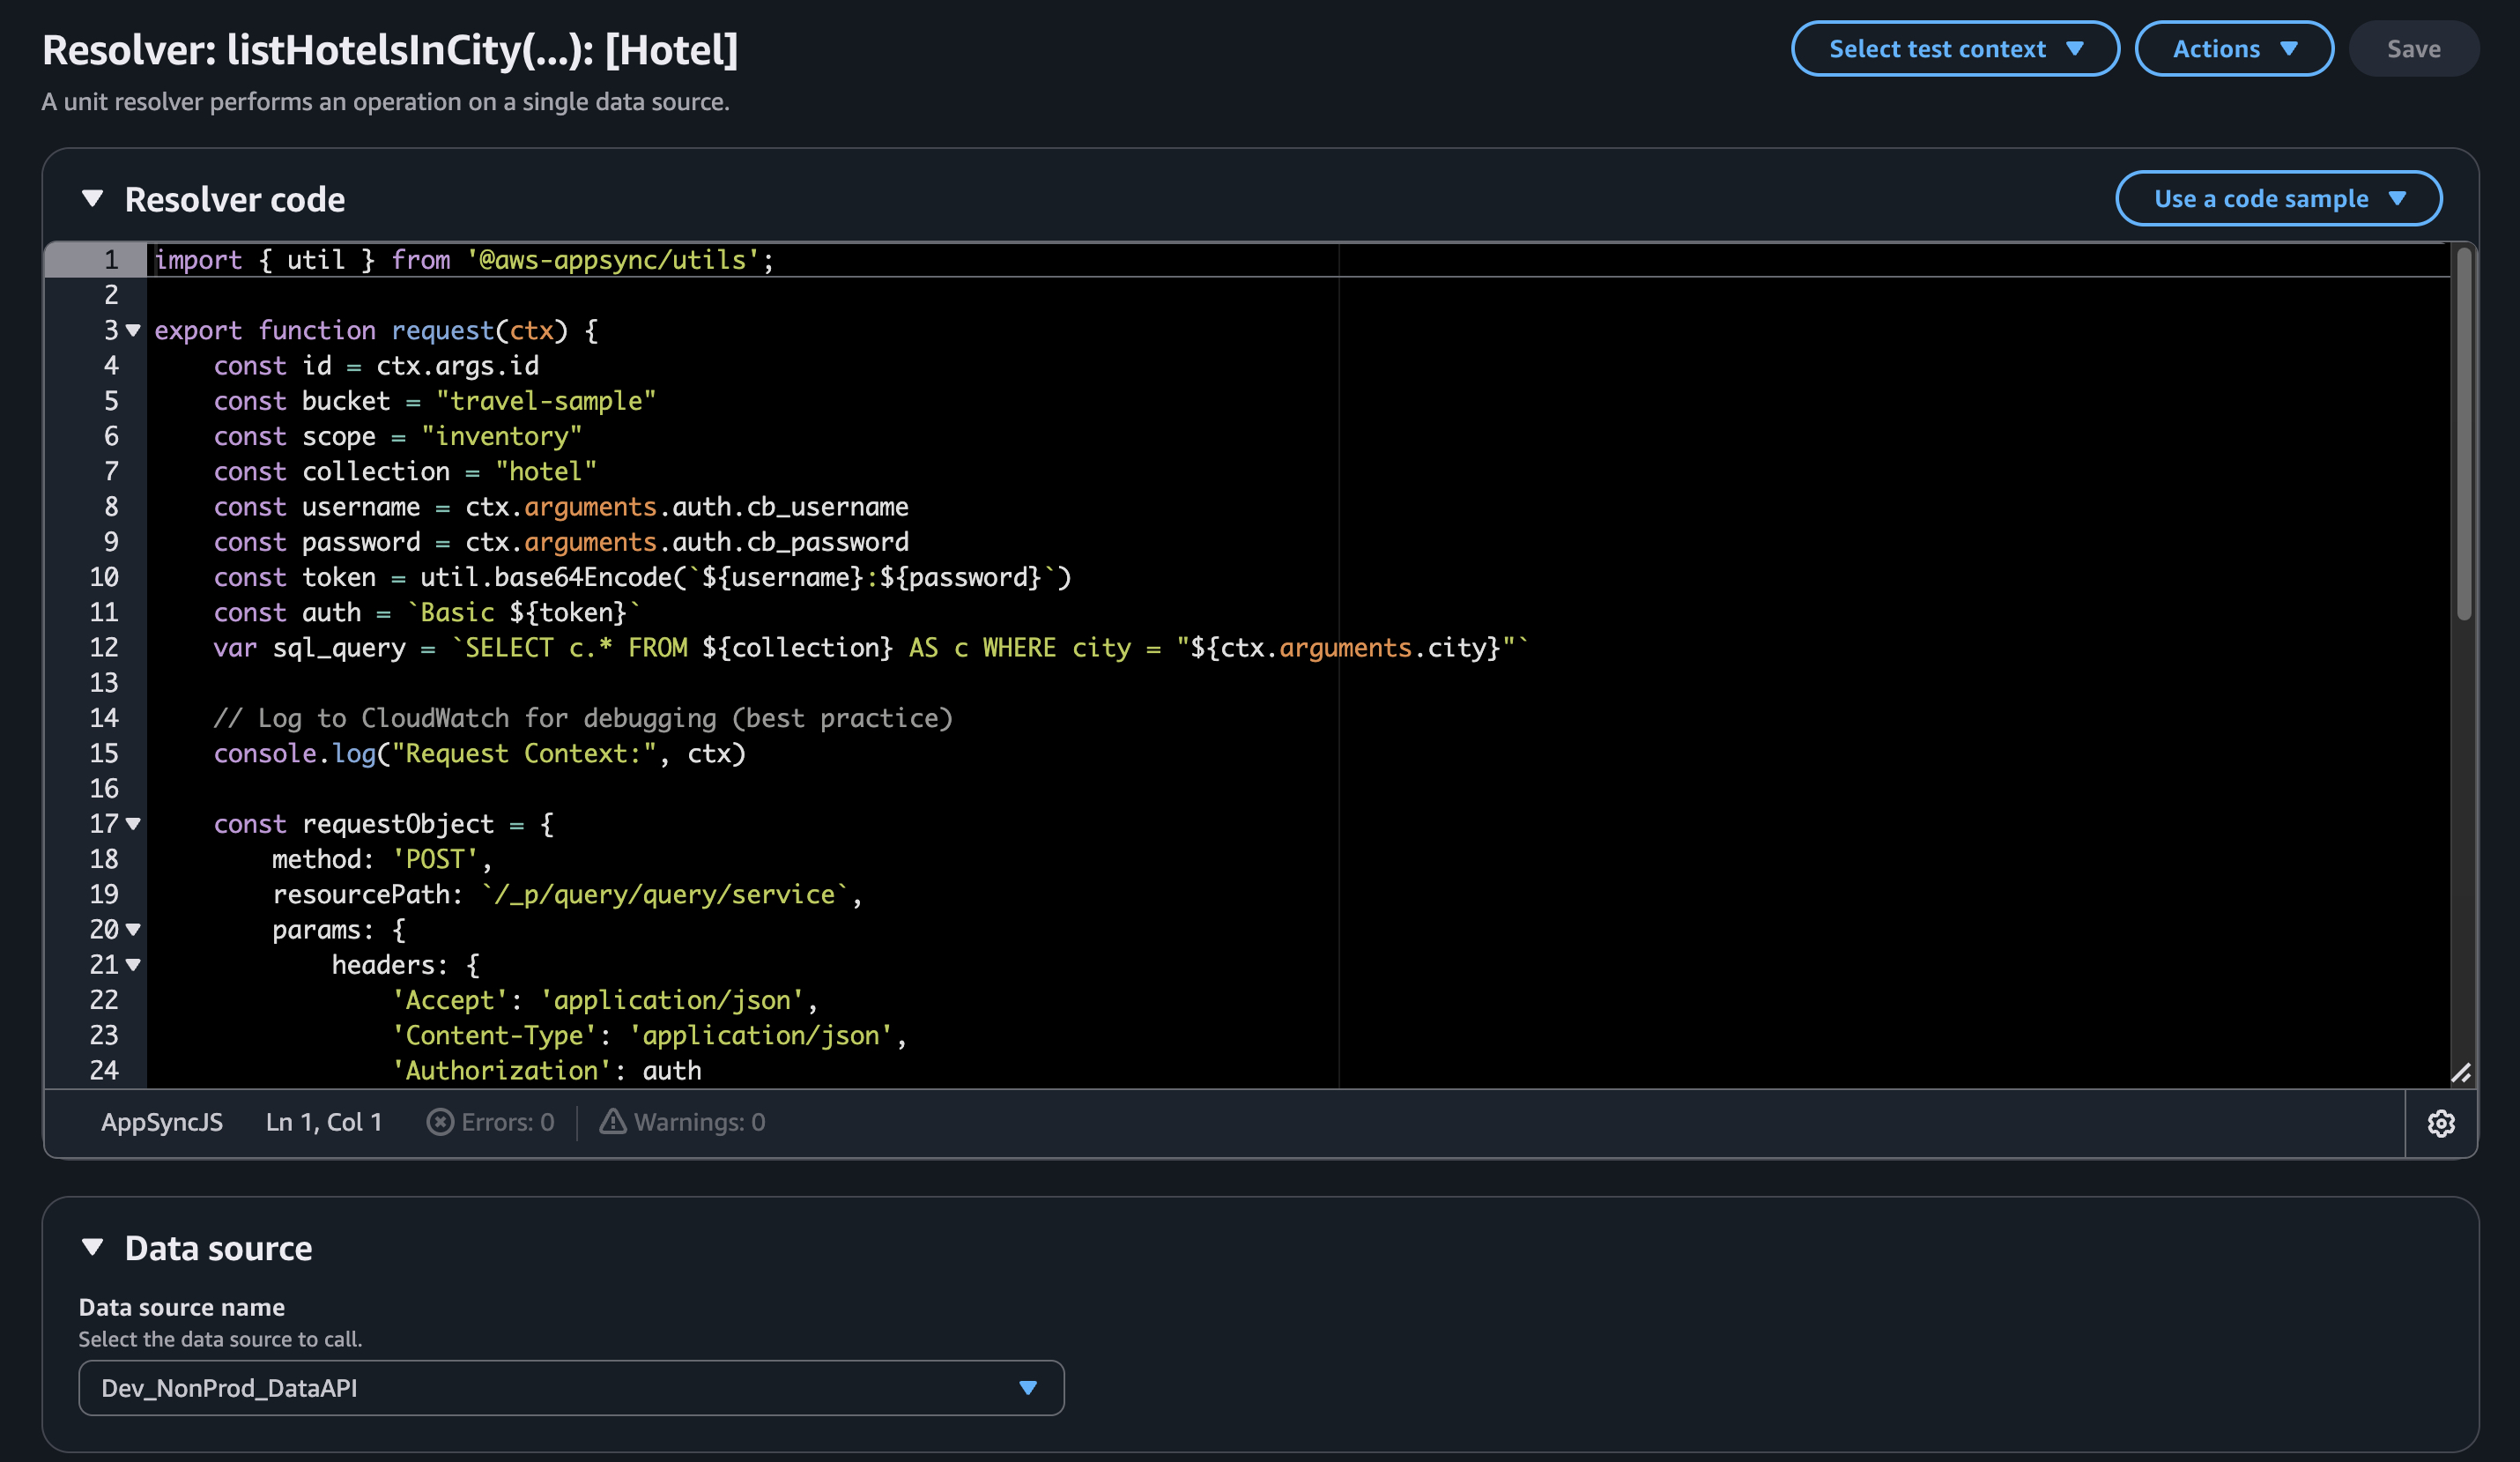 Resolver: listHotelsInCity(...): [Hotel]
Select test context
Actions
Save
A unit resolver performs an operation on a single data source.
Resolver code
Use a code sample
1 import { util } from '@aws-appsync/utils';
2
3 export function request(ctx) {
4     const id = ctx.args.id
5     const bucket = "travel-sample"
6     const scope = "inventory"
7     const collection = "hotel"
8     const username = ctx.arguments.auth.cb_username
9     const password = ctx.arguments.auth.cb_password
10     const token = util.base64Encode(`${username}:${password}`)
11     const auth = `Basic ${token}`
12     var sql_query = `SELECT c.* FROM ${collection} AS c WHERE city = "${ctx.arguments.city}"`
13
14     // Log to CloudWatch for debugging (best practice)
15     console.log("Request Context:", ctx)
16
17     const requestObject = {
18         method: 'POST',
19         resourcePath: `/_p/query/query/service`,
20         params: {
21             headers: {
22                 'Accept': 'application/json',
23                 'Content-Type': 'application/json',
24                 'Authorization': auth
AppSyncJS Ln 1, Col 1 Errors: 0 Warnings: 0
Data source
Data source name
Select the data source to call.
Dev_NonProd_DataAPI